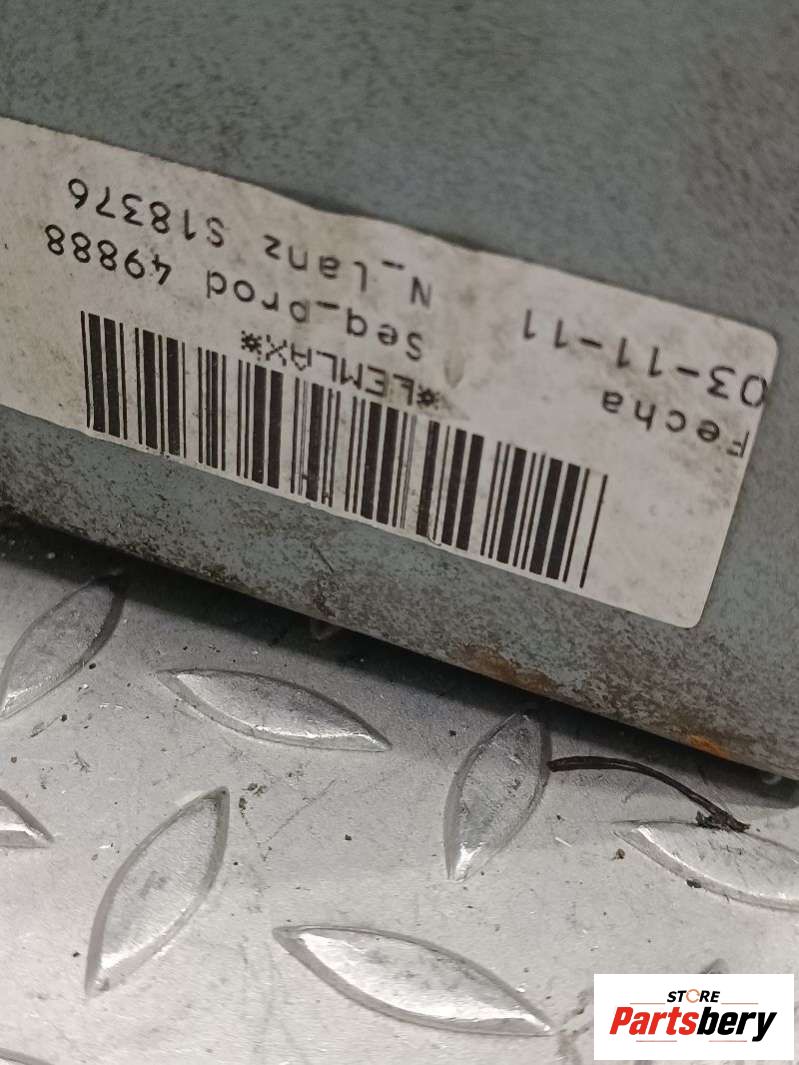 *LEMLAX*
Fecha Seq_prod 49888
03-11-11 N_Lanz S18376
STORE
Partsbery